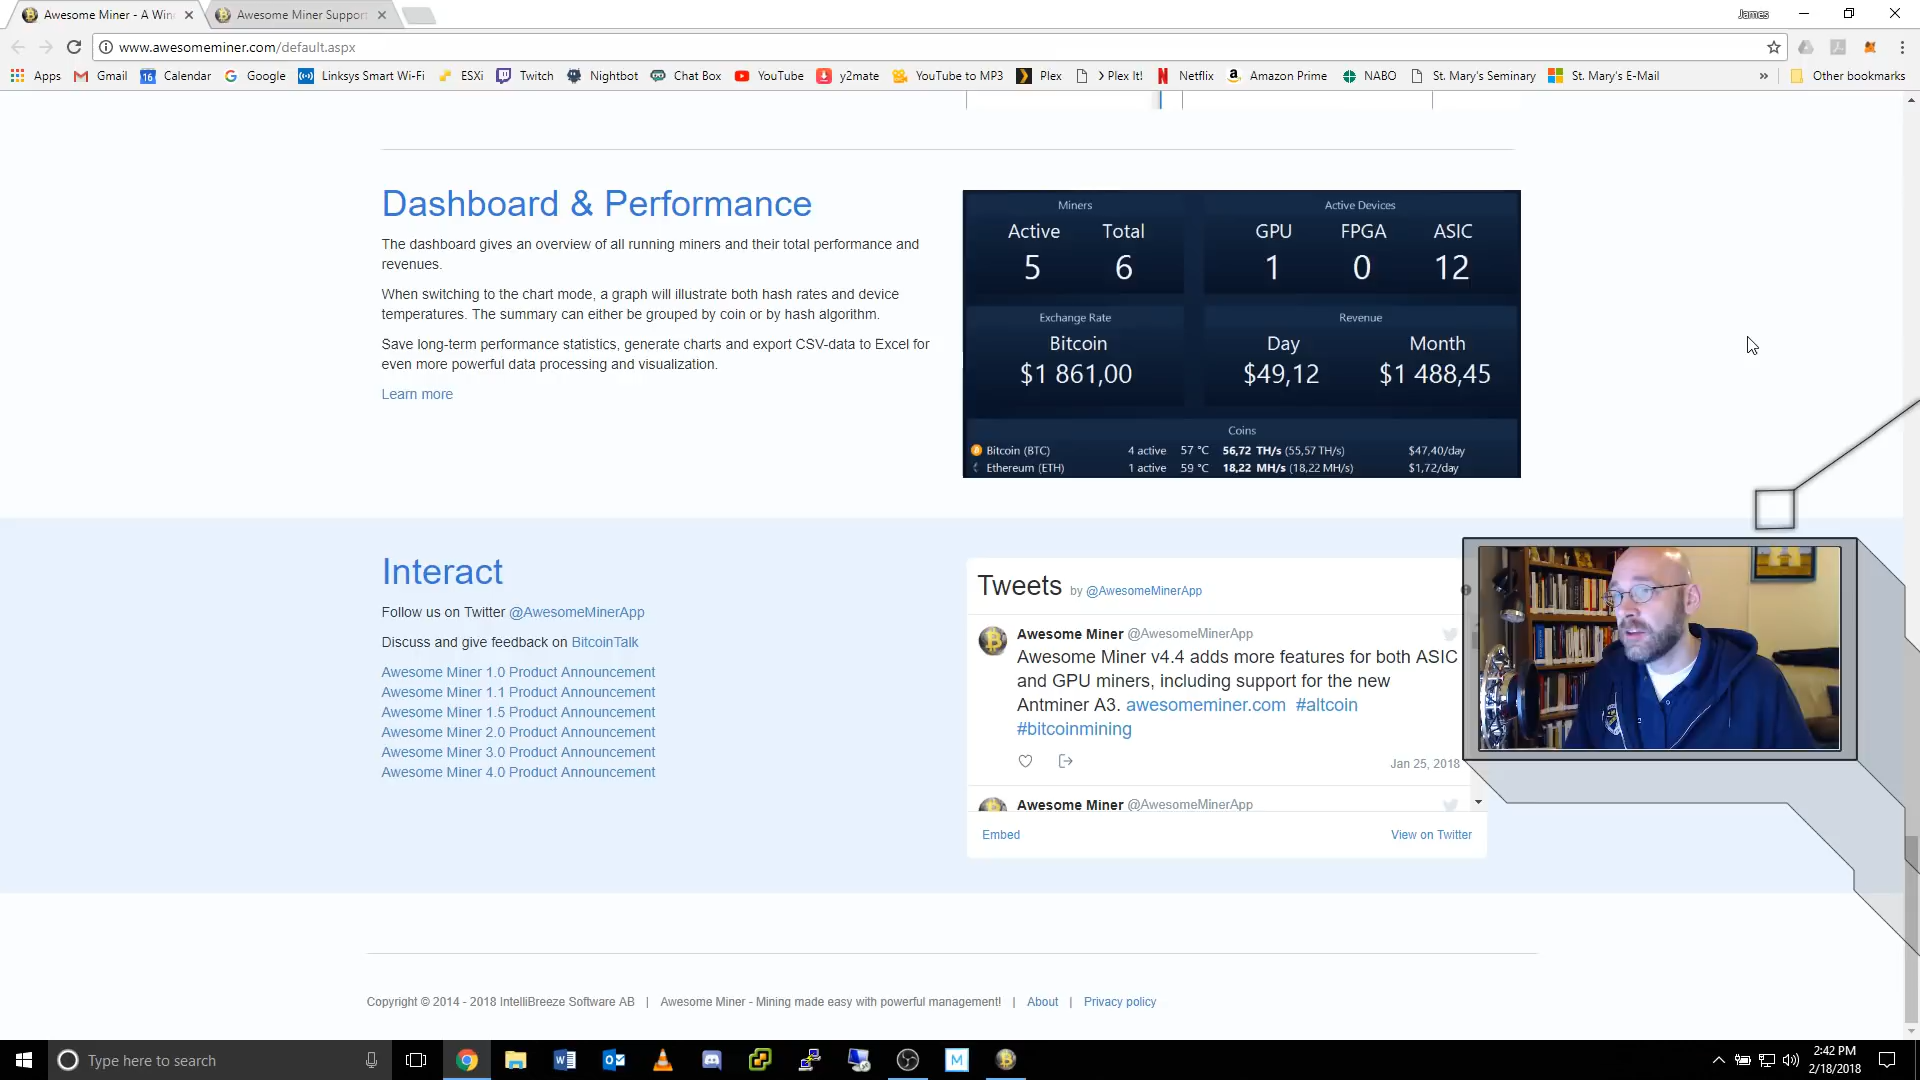 Awesome Miner - A Win
Awesome Miner Support
James
www.awesomeminer.com/default.aspx
Apps
Gmail
16
Calendar
Google
Linksys Smart Wi-Fi
ESXi
Twitch
Nightbot
Chat Box
YouTube
y2mate
YouTube to MP3
Plex
> Plex It!
Netflix
Amazon Prime
NABO
St. Mary's Seminary
St. Mary's E-Mail
»
Other bookmarks
Dashboard & Performance
The dashboard gives an overview of all running miners and their total performance and
revenues.
When switching to the chart mode, a graph will illustrate both hash rates and device
temperatures. The summary can either be grouped by coin or by hash algorithm.
Save long-term performance statistics, generate charts and export CSV-data to Excel for
even more powerful data processing and visualization.
Learn more
Miners
Active Total
5 6
Active Devices
GPU FPGA ASIC
1 0 12
Exchange Rate
Bitcoin
$1 861,00
Revenue
Day Month
$49,12 $1 488,45
Coins
Bitcoin (BTC) 4 active 57 °C 56,72 TH/s (55,57 TH/s) $47,40/day
Ethereum (ETH) 1 active 59 °C 18,22 MH/s (18,22 MH/s) $1,72/day
Interact
Follow us on Twitter @AwesomeMinerApp
Discuss and give feedback on BitcoinTalk
Awesome Miner 1.0 Product Announcement
Awesome Miner 1.1 Product Announcement
Awesome Miner 1.5 Product Announcement
Awesome Miner 2.0 Product Announcement
Awesome Miner 3.0 Product Announcement
Awesome Miner 4.0 Product Announcement
Tweets by @AwesomeMinerApp
Awesome Miner @AwesomeMinerApp
Awesome Miner v4.4 adds more features for both ASIC
and GPU miners, including support for the new
Antminer A3. awesomeminer.com #altcoin
#bitcoinmining
Jan 25, 2018
Awesome Miner @AwesomeMinerApp
Embed
View on Twitter
Copyright © 2014 - 2018 IntelliBreeze Software AB | Awesome Miner - Mining made easy with powerful management! | About | Privacy policy
Type here to search
M
2:42 PM
2/18/2018